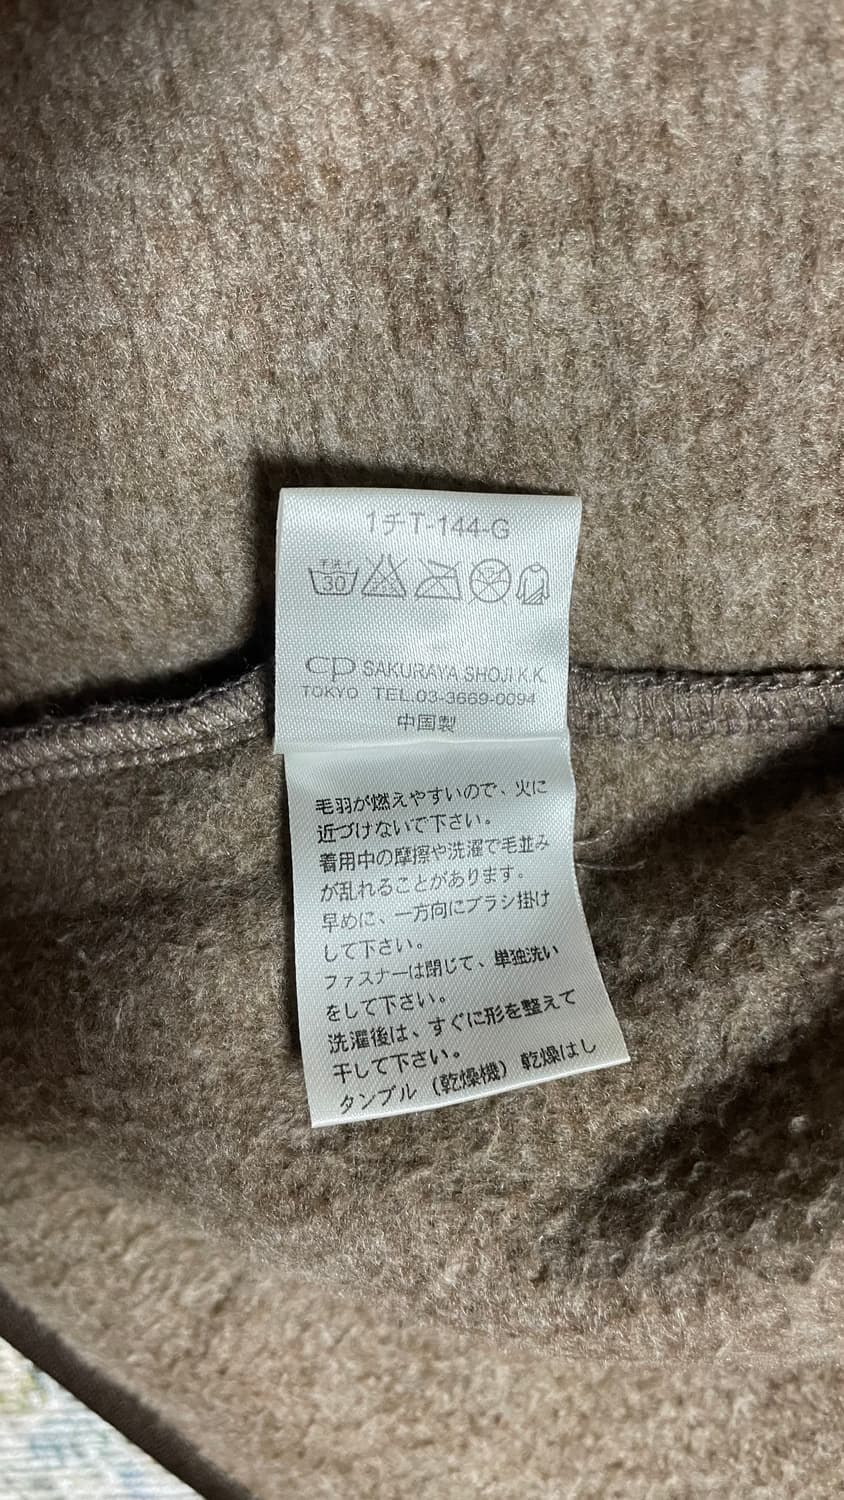 1チT-144-G
手洗イ
30
CP SAKURAYA SHOJI K.K.
TOKYO TEL.03-3669-0094
中国製
毛羽が燃えやすいので、火に
近づけないで下さい。
着用中の摩擦や洗濯で毛並み
が乱れることがあります。
早めに、一方向にブラシ掛け
して下さい。
ファスナーは閉じて、単独洗い
をして下さい。
洗濯後は、すぐに形を整えて
干して下さい。
タンブル（乾燥機）乾燥はし